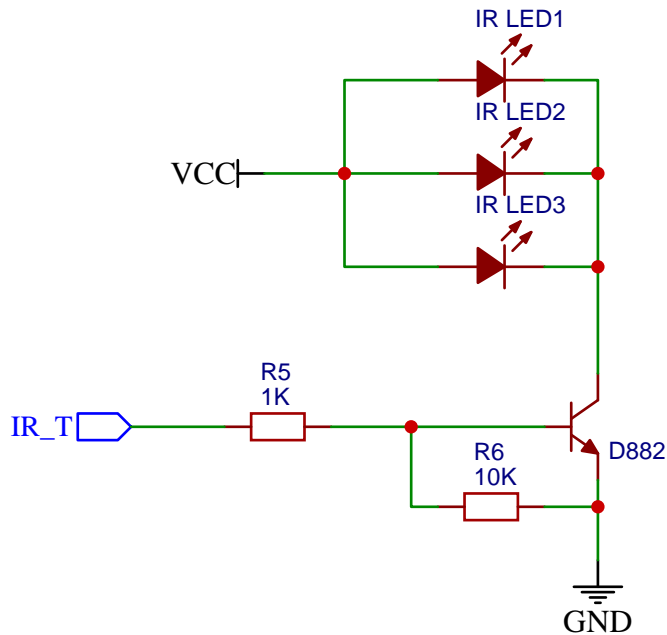 IR LED1
IR LED2
VCC
IR LED3
R5
1K
IR_T
R6
10K
D882
GND